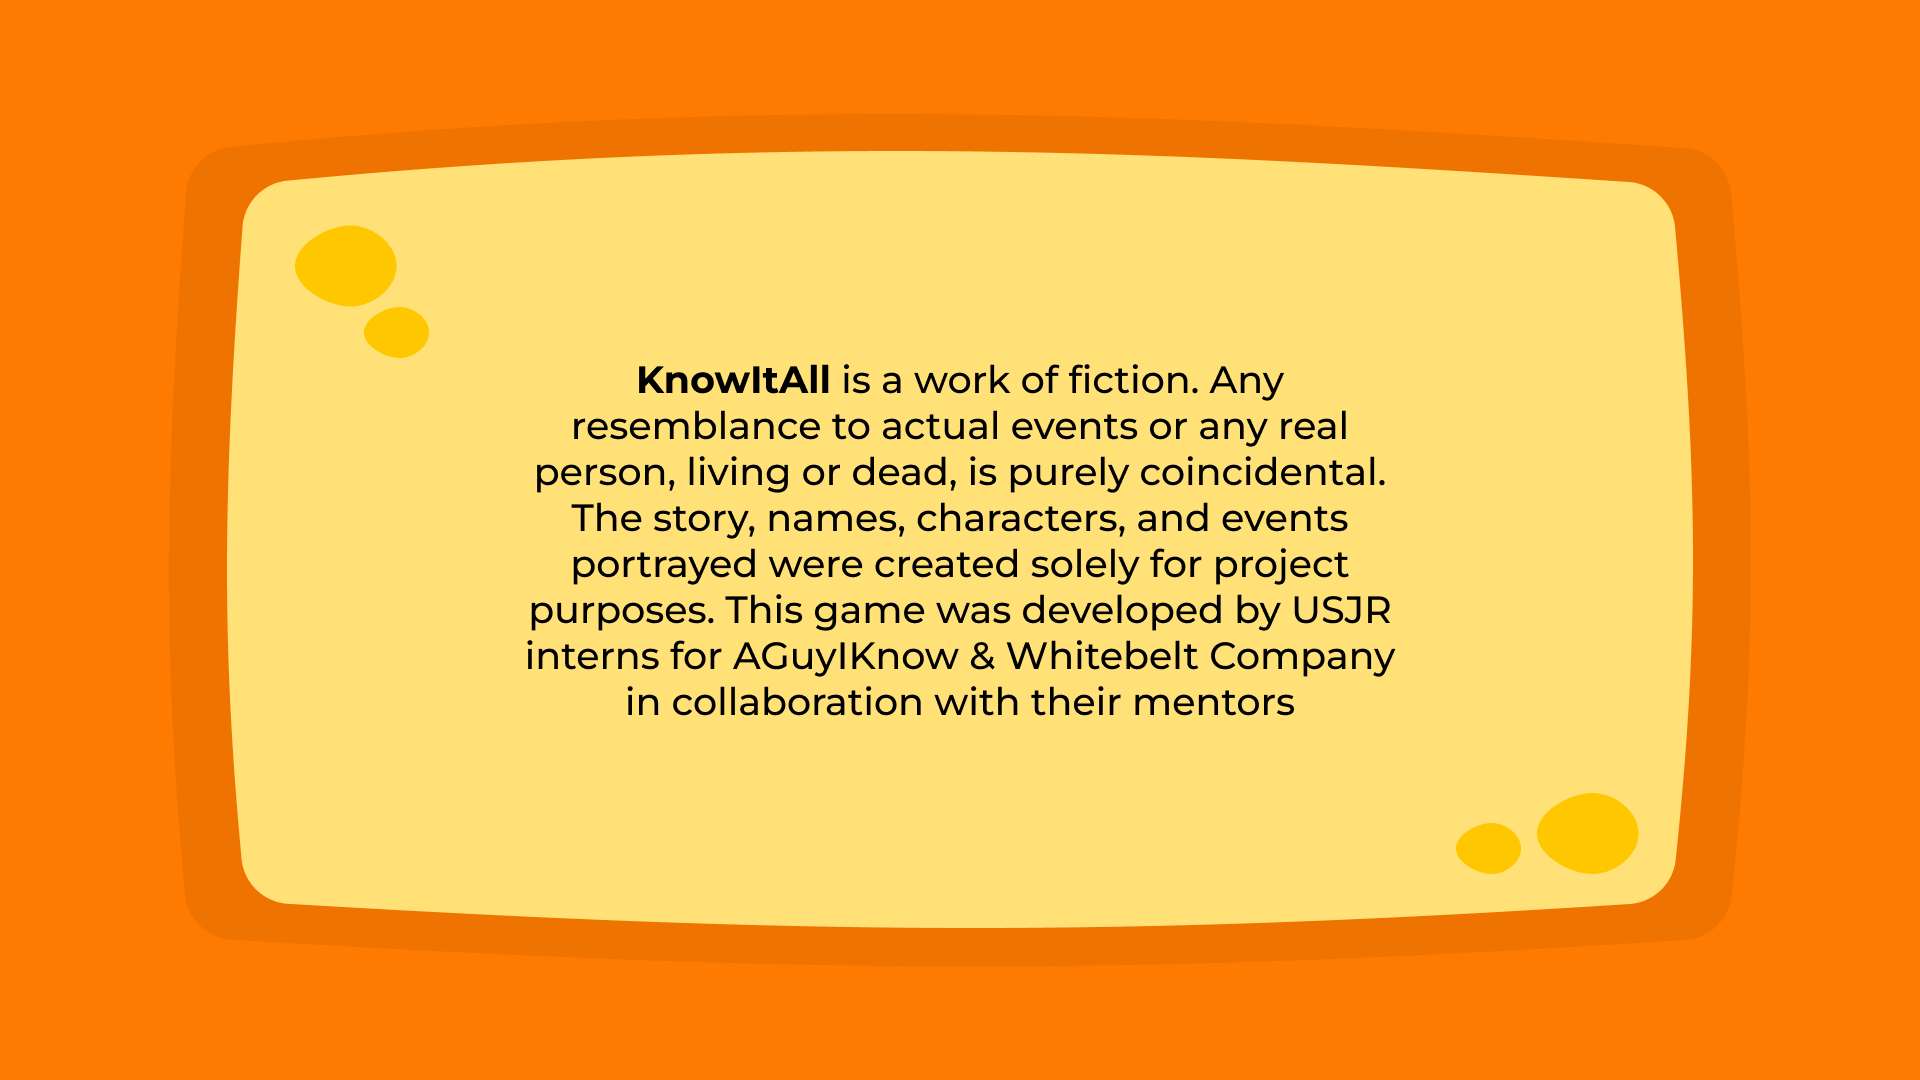 KnowItAll is a work of fiction. Any
resemblance to actual events or any real
person, living or dead, is purely coincidental.
The story, names, characters, and events
portrayed were created solely for project
purposes. This game was developed by USJR
interns for AGuyIKnow & Whitebelt Company
in collaboration with their mentors